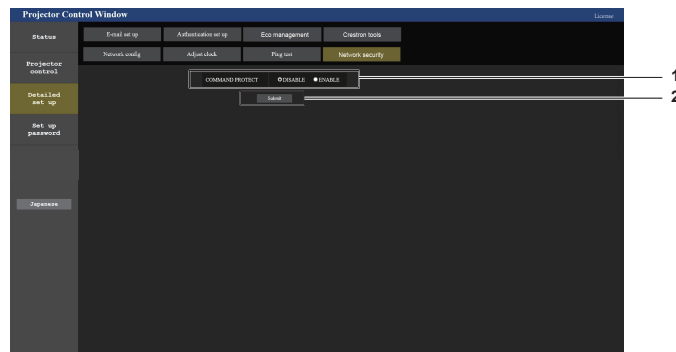 Projector Control Window
License
Status
E-mail set up
Authentication set up
Eco management
Crestron tools
Network config
Adjust clock
Ping test
Network security
Projector
control
COMMAND PROTECT DISABLE ENABLE
1
Submit
2
Detailed
set up
Set up
password
Japanese